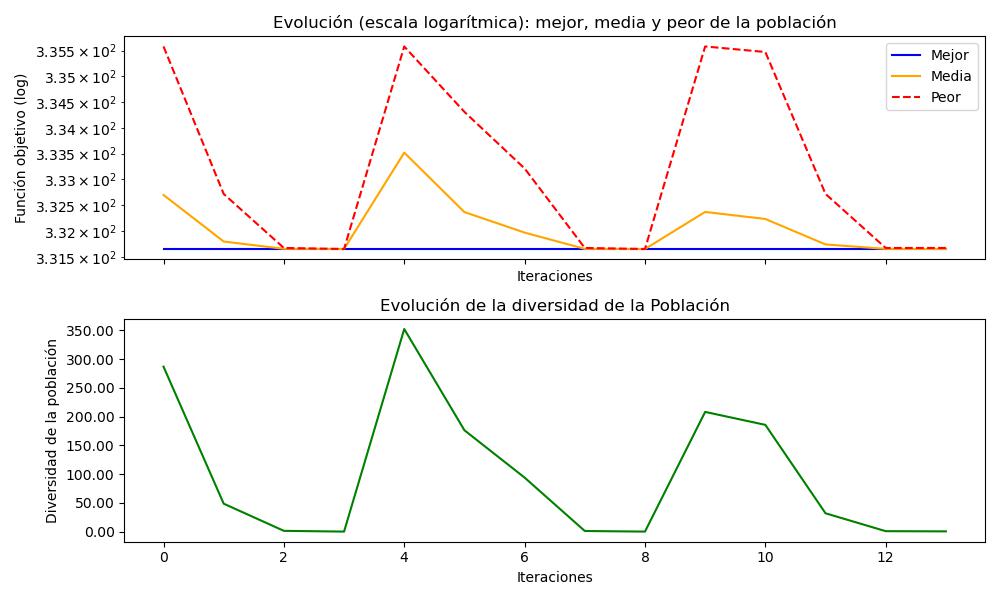 Evolución (escala logarítmica): mejor, media y peor de la población
Función objetivo (log)
3.355 × 10²
3.35 × 10²
3.345 × 10²
3.34 × 10²
3.335 × 10²
3.33 × 10²
3.325 × 10²
3.32 × 10²
3.315 × 10²
Mejor
Media
Peor
Iteraciones
Evolución de la diversidad de la Población
Diversidad de la población
350.00
300.00
250.00
200.00
150.00
100.00
50.00
0.00
0 2 4 6 8 10 12
Iteraciones